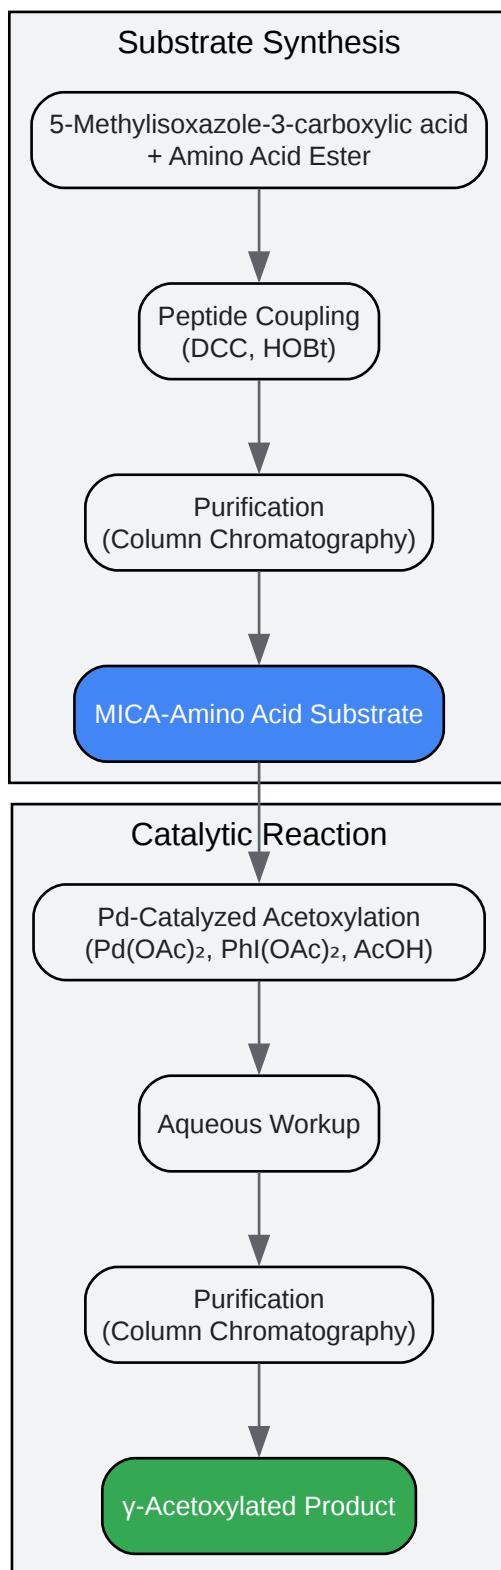 Substrate Synthesis
5-Methylisoxazole-3-carboxylic acid
+ Amino Acid Ester
Peptide Coupling
(DCC, HOBt)
Purification
(Column Chromatography)
MICA-Amino Acid Substrate
Catalytic Reaction
Pd-Catalyzed Acetoxylation
(Pd(OAc)₂, PhI(OAc)₂, AcOH)
Aqueous Workup
Purification
(Column Chromatography)
γ-Acetoxylated Product